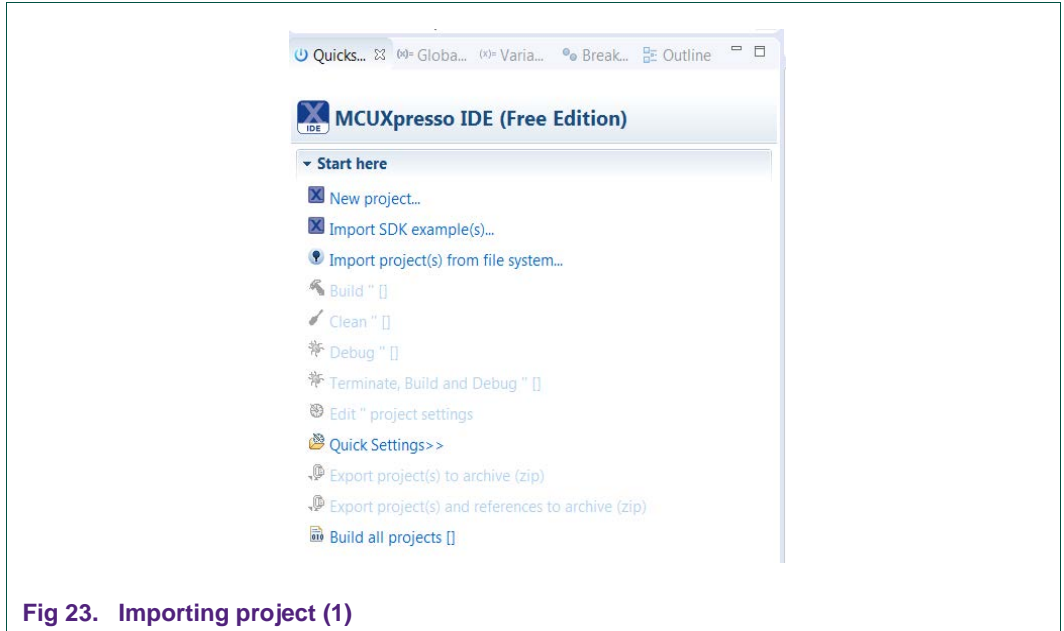 Quicks... (x)= Globa... (x)= Varia... Break... Outline
IDE MCUXpresso IDE (Free Edition)
Start here
New project...
Import SDK example(s)...
Import project(s) from file system...
Build '' []
Clean '' []
Debug '' []
Terminate, Build and Debug '' []
Edit '' project settings
Quick Settings>>
Export project(s) to archive (zip)
Export project(s) and references to archive (zip)
010 Build all projects []
Fig 23. Importing project (1)